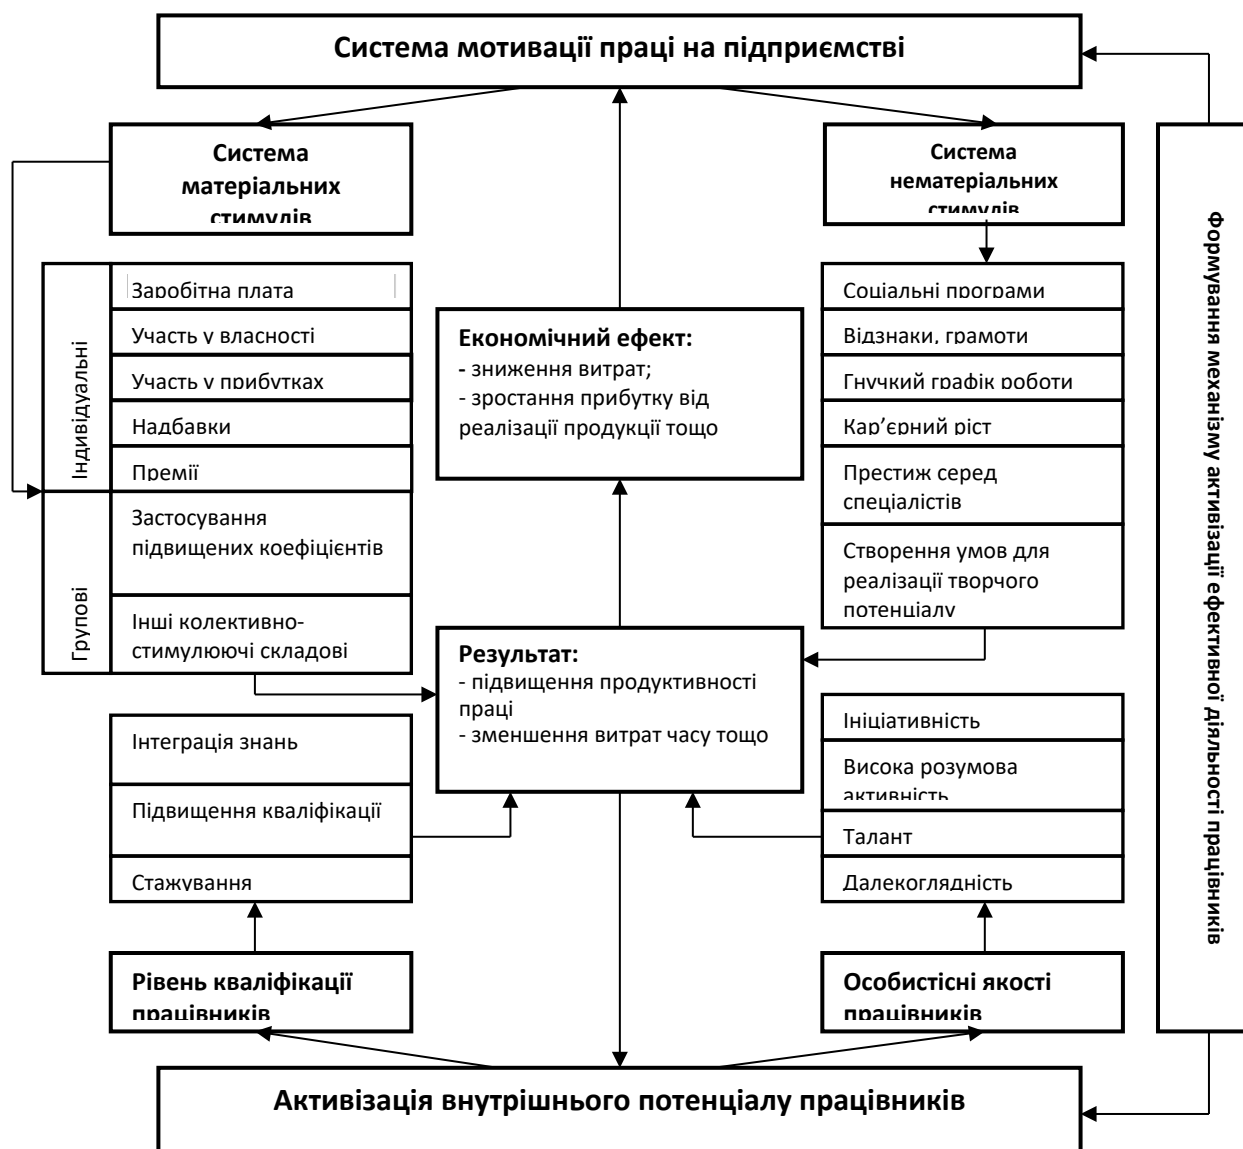 Система мотивації праці на підприємстві
Система
матеріальних
стимулів
Система
нематеріальних
стимулів
Індивідуальні
Заробітна плата
Участь у власності
Участь у прибутках
Надбавки
Премії
Групові
Застосування
підвищених коефіцієнтів
Інші колективно-
стимулюючі складові
Економічний ефект:
- зниження витрат;
- зростання прибутку від
реалізації продукції тощо
Соціальні програми
Відзнаки, грамоти
Гнучкий графік роботи
Кар’єрний ріст
Престиж серед
спеціалістів
Створення умов для
реалізації творчого
потенціалу
Результат:
- підвищення продуктивності
праці
- зменшення витрат часу тощо
Інтеграція знань
Підвищення кваліфікації
Стажування
Ініціативність
Висока розумова
активність
Талант
Далекоглядність
Рівень кваліфікації
працівників
Особистісні якості
працівників
Активізація внутрішнього потенціалу працівників
Формування механізму активізації ефективної діяльності працівників